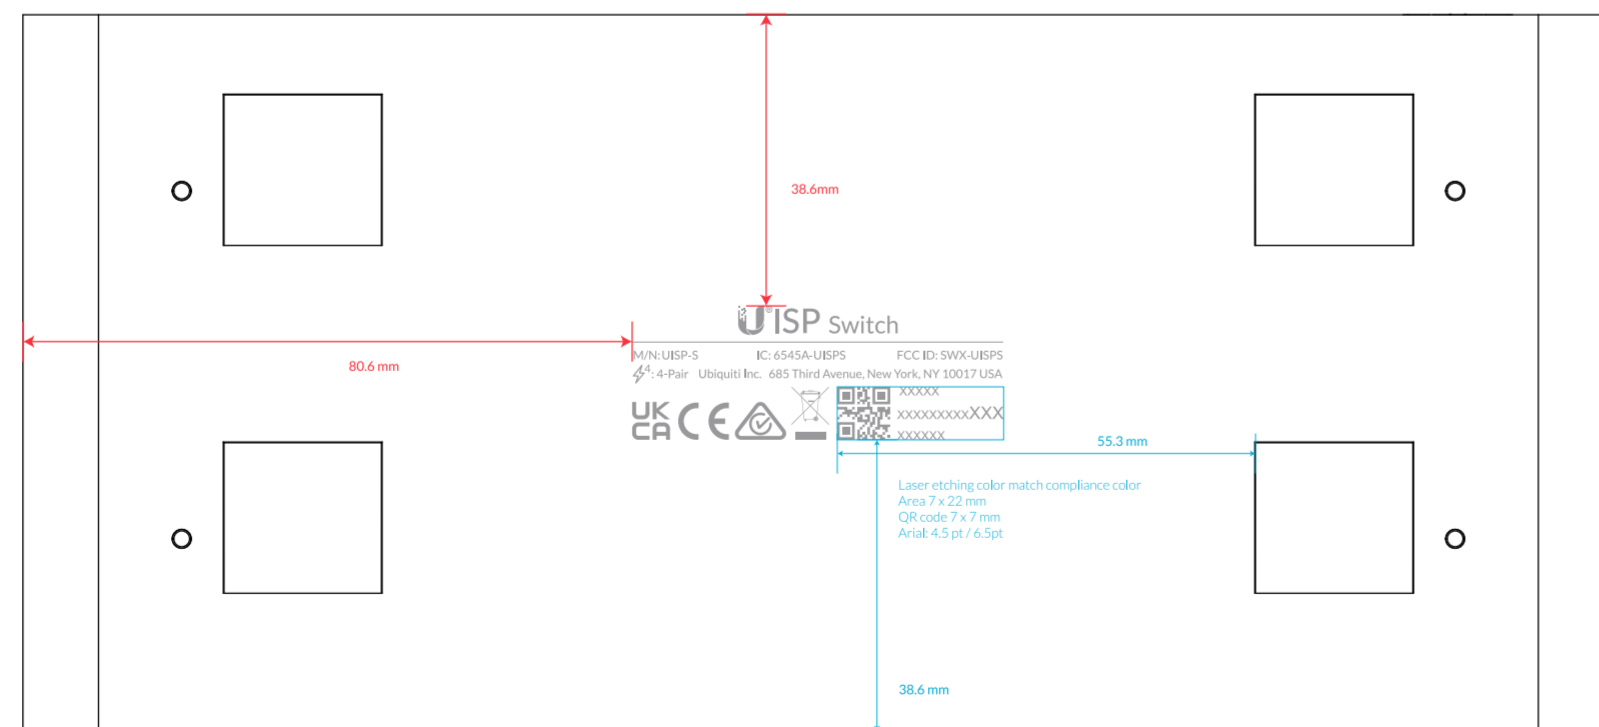 38.6mm
UISP Switch
80.6 mm
M/N: UISP-S IC: 6545A-UISPS FCC ID: SWX-UISPS
4: 4-Pair Ubiquiti Inc. 685 Third Avenue, New York, NY 10017 USA
XXXXX
UK CA CE
XXXXXXXXXXXX
XXXXXX
55.3 mm
Laser etching color match compliance color
Area 7 x 22 mm
QR code 7 x 7 mm
Arial: 4.5 pt / 6.5pt
38.6 mm